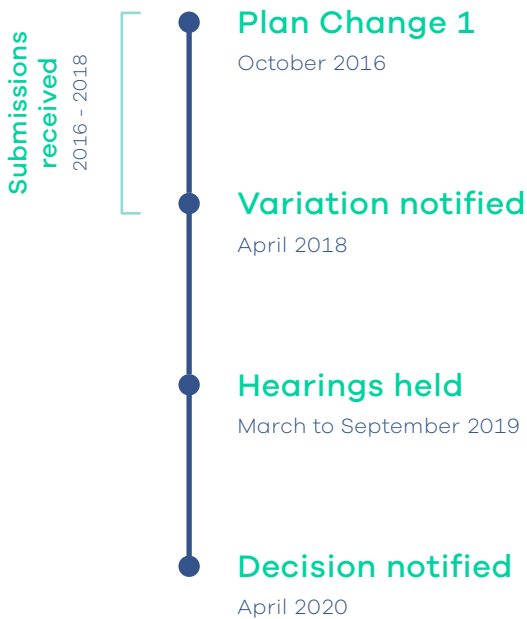 Submissions
received
2016 - 2018
Plan Change 1
October 2016
Variation notified
April 2018
Hearings held
March to September 2019
Decision notified
April 2020